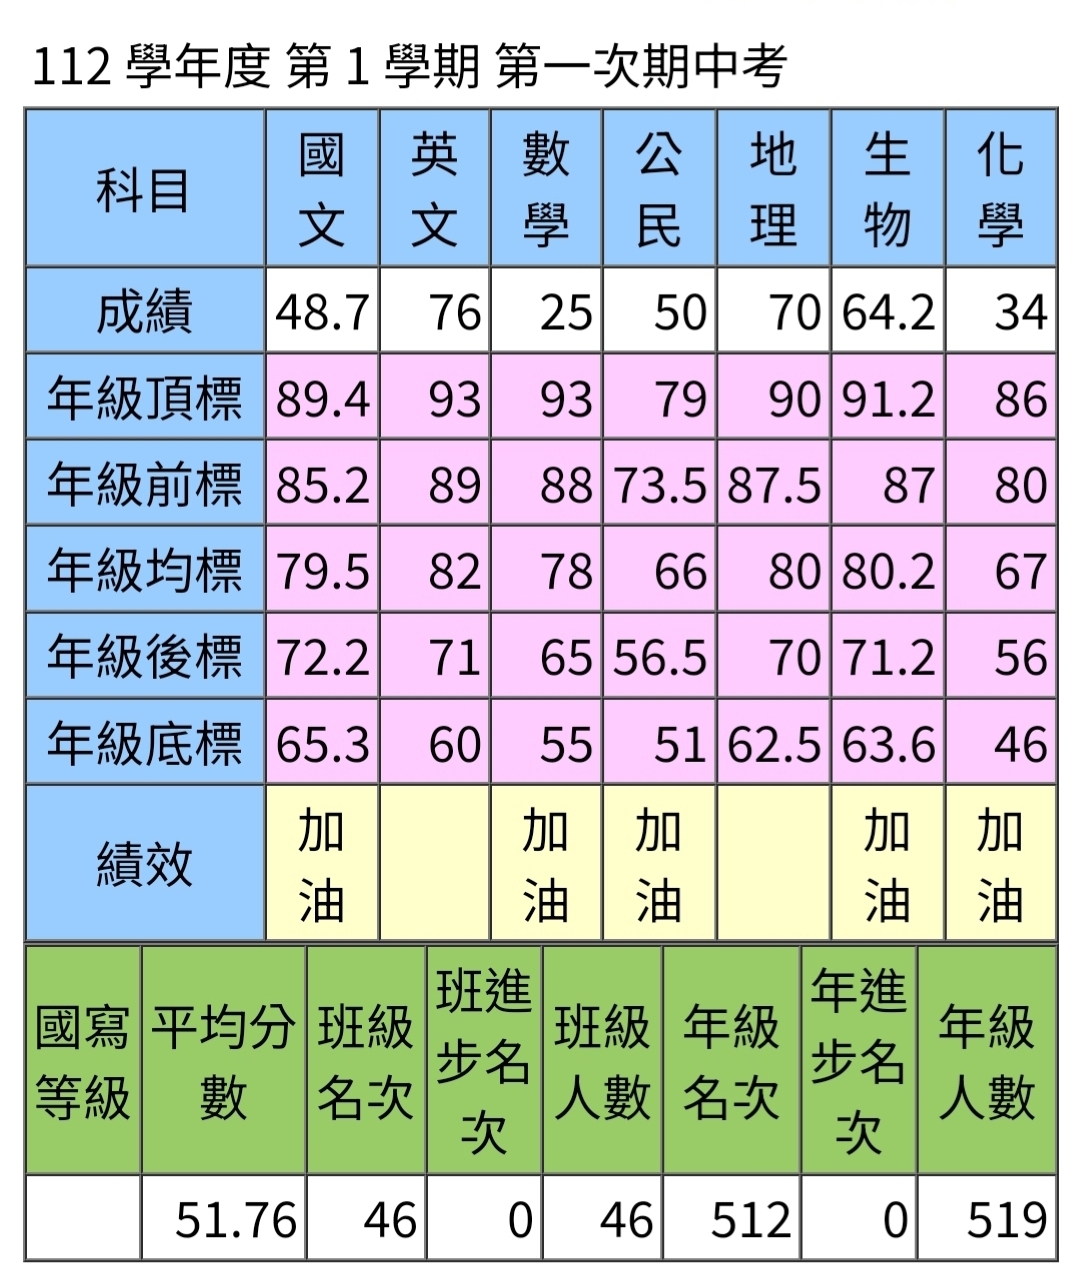 112 學年度 第 1 學期 第一次期中考
科目 國文 英文 數學 公民 地理 生物 化學
成績 48.7 76 25 50 70 64.2 34
年級頂標 89.4 93 93 79 90 91.2 86
年級前標 85.2 89 88 73.5 87.5 87 80
年級均標 79.5 82 78 66 80 80.2 67
年級後標 72.2 71 65 56.5 70 71.2 56
年級底標 65.3 60 55 51 62.5 63.6 46
績效 加油 加油 加油 加油 加油
國寫等級 平均分數 班級名次 班進步名次 班級人數 年級名次 年進步名次 年級人數
51.76 46 0 46 512 0 519